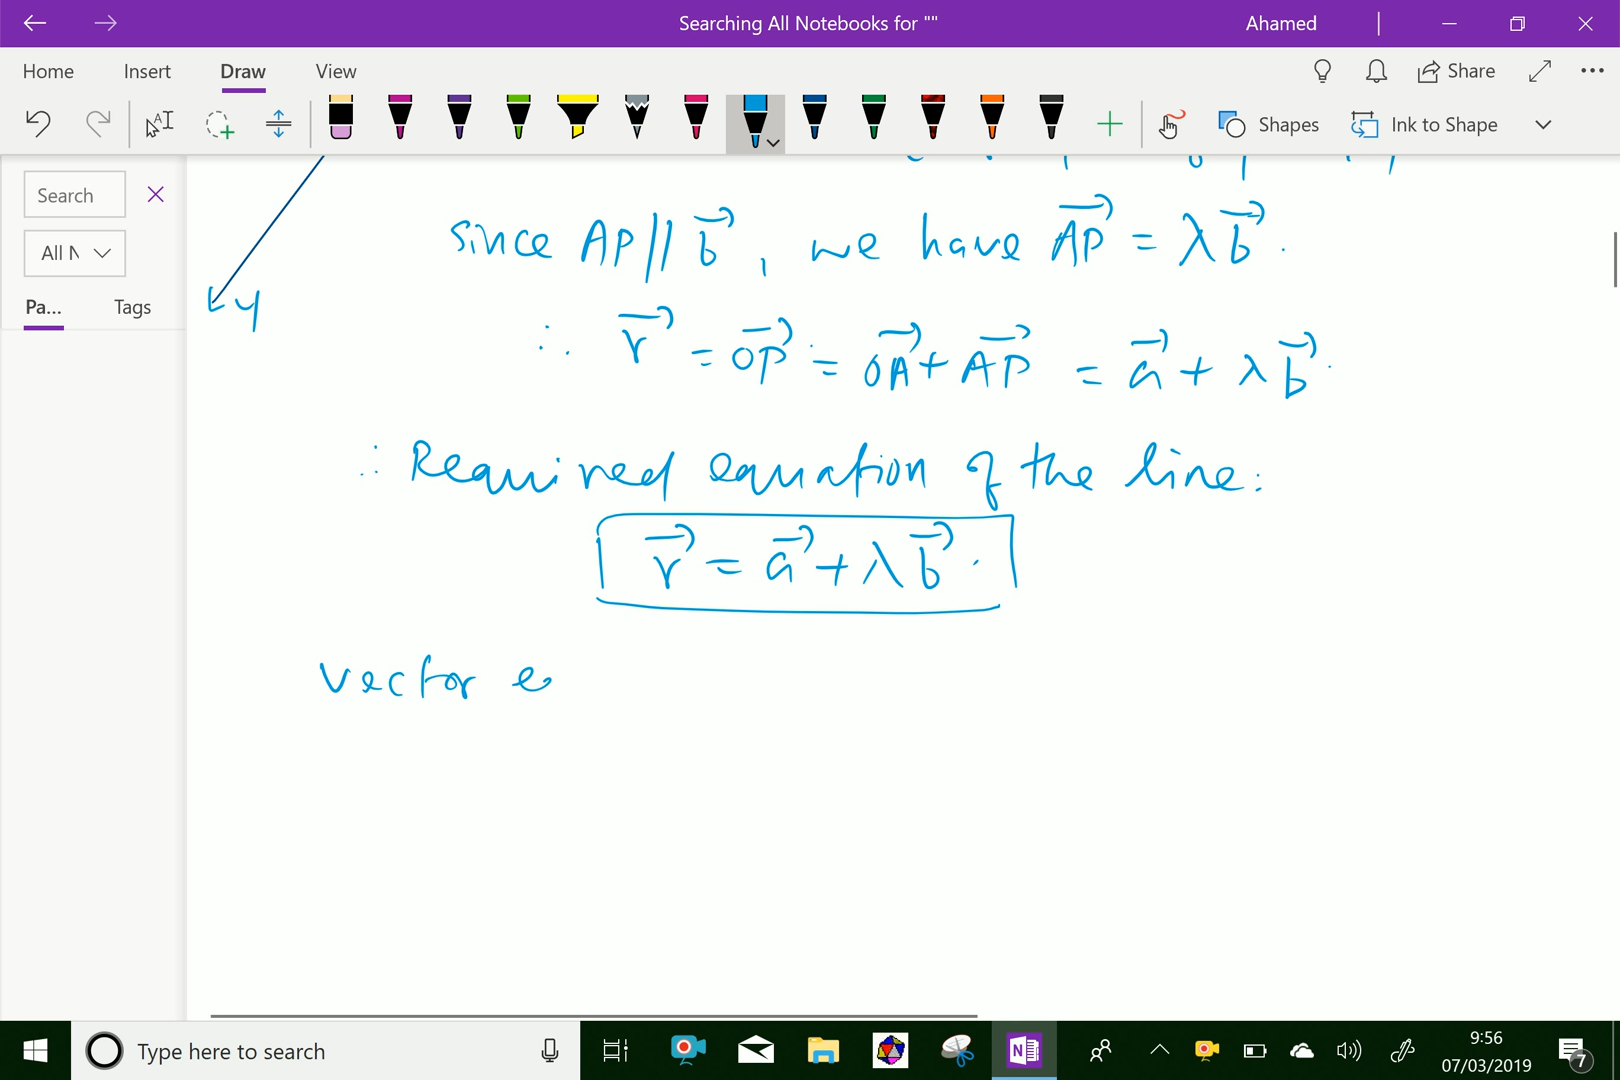 Searching All Notebooks for ""
Ahamed
Home Insert Draw View
Share
Shapes
Ink to Shape
Search
All N
Pa... Tags
y
Since AP || b⃗, we have AP⃗ = λb⃗.
∴ r⃗ = OP⃗ = OA⃗ + AP⃗ = a⃗ + λb⃗.
∴ Required equation of the line:
r⃗ = a⃗ + λb⃗.
Vector e
Type here to search
9:56
07/03/2019
7